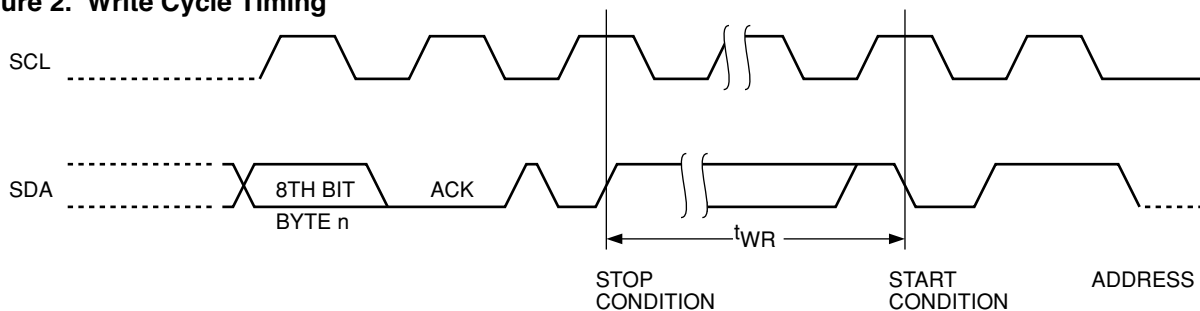 ure 2. Write Cycle Timing
SCL
SDA
8TH BIT
ACK
BYTE n
tWR
STOP
CONDITION
START
CONDITION
ADDRESS